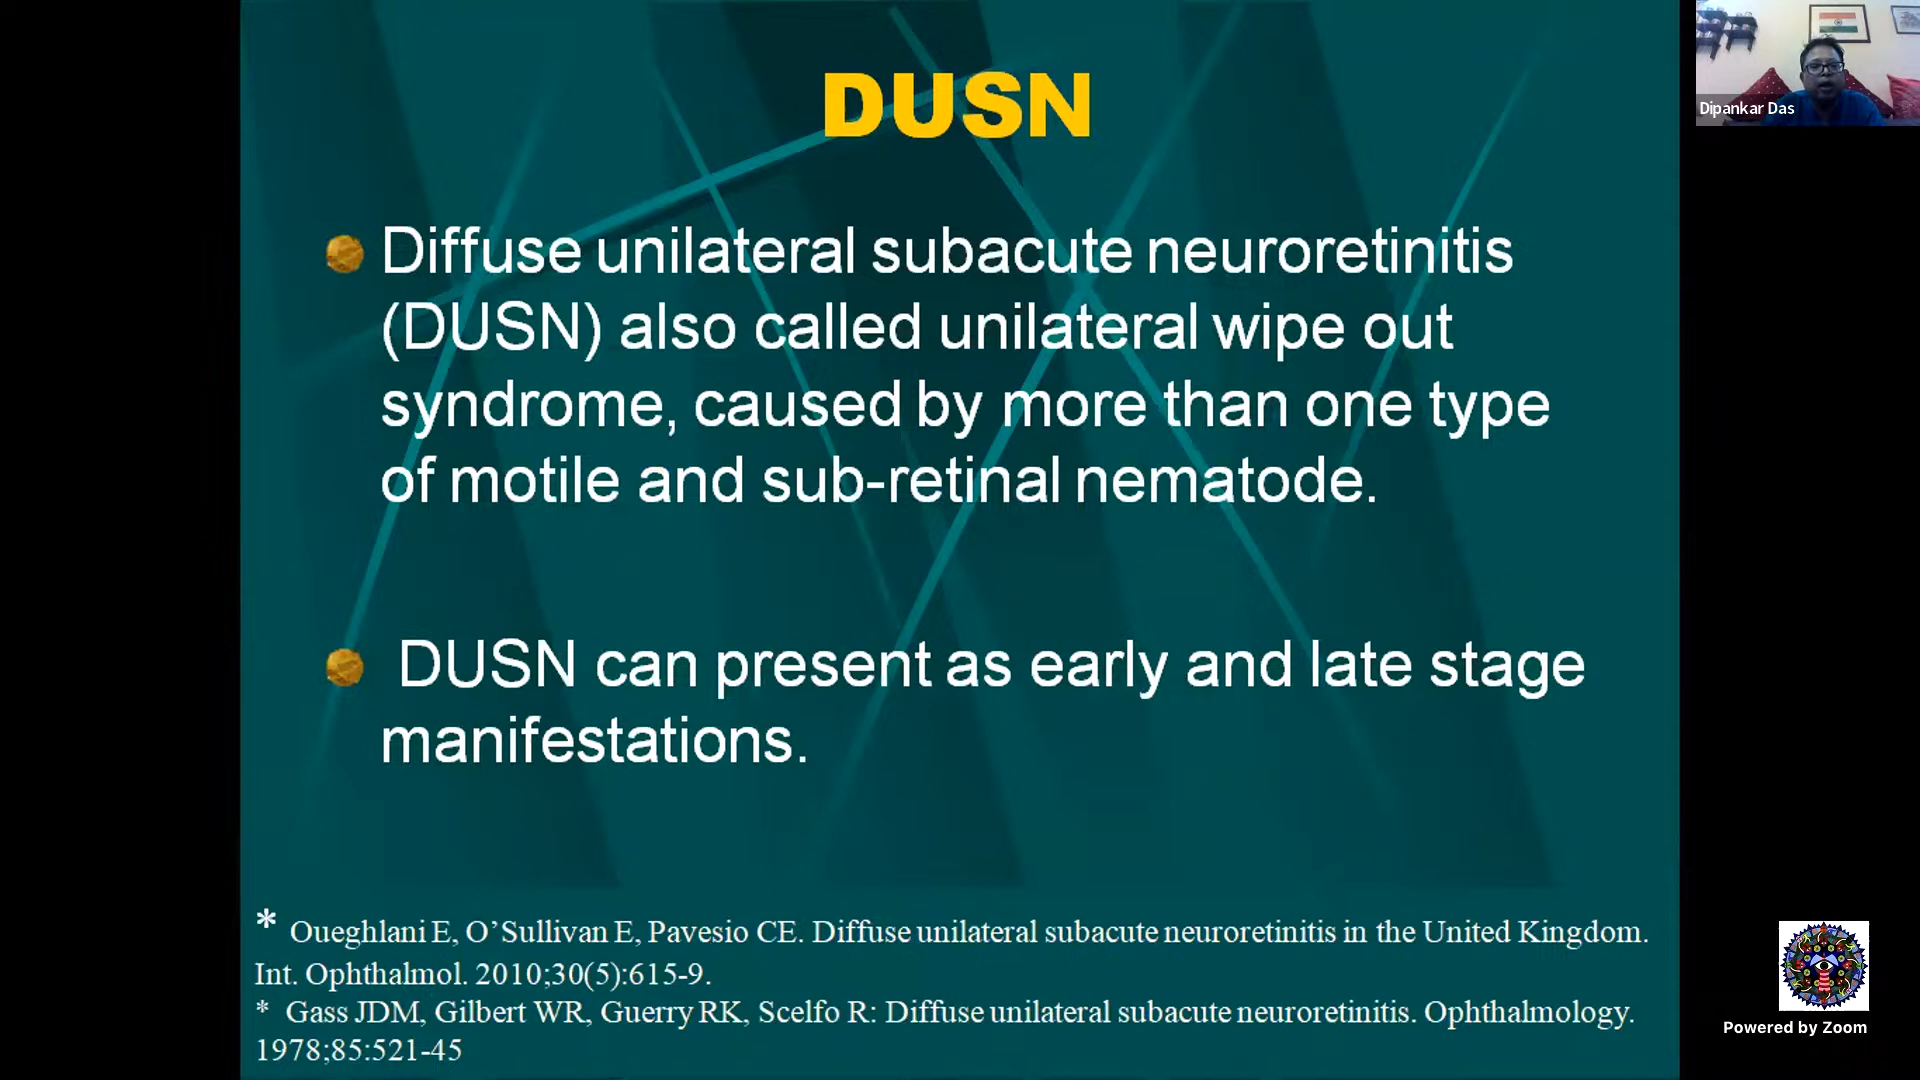 DUSN
Diffuse unilateral subacute neuroretinitis
(DUSN) also called unilateral wipe out
syndrome, caused by more than one type
of motile and sub-retinal nematode.
DUSN can present as early and late stage
manifestations.
* Oueghlani E, O’Sullivan E, Pavesio CE. Diffuse unilateral subacute neuroretinitis in the United Kingdom.
Int. Ophthalmol. 2010;30(5):615-9.
* Gass JDM, Gilbert WR, Guerry RK, Scelfo R: Diffuse unilateral subacute neuroretinitis. Ophthalmology.
1978;85:521-45
Dipankar Das
Powered by Zoom